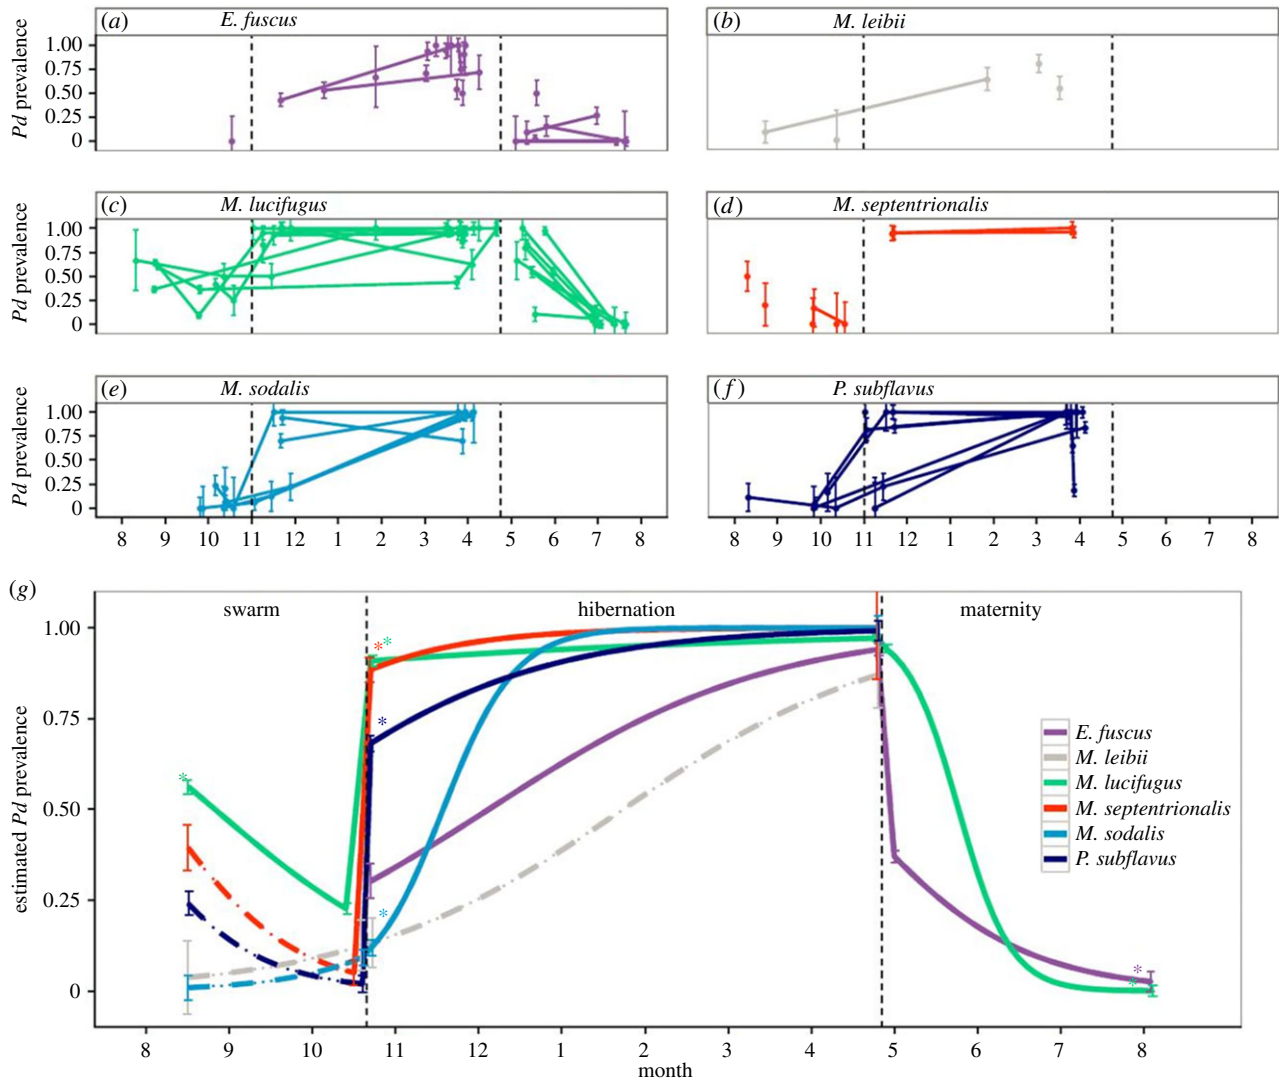 (a) E. fuscus
(b) M. leibii
Pd prevalence
1.00
0.75
0.50
0.25
0
(c) M. lucifugus
(d) M. septentrionalis
Pd prevalence
1.00
0.75
0.50
0.25
0
(e) M. sodalis
(f) P. subflavus
Pd prevalence
1.00
0.75
0.50
0.25
0
8 9 10 11 12 1 2 3 4 5 6 7 8
8 9 10 11 12 1 2 3 4 5 6 7 8
(g)
swarm hibernation maternity
estimated Pd prevalence
1.00
0.75
0.50
0.25
0
* *
*
*
*
*
*
E. fuscus
M. leibii
M. lucifugus
M. septentrionalis
M. sodalis
P. subflavus
8 9 10 11 12 1 2 3 4 5 6 7 8
month